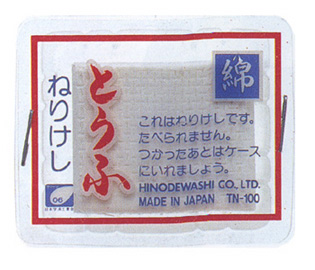 綿
とうふ
ねりけし
これはねりけしです。
たべられません。
つかったあとはケース
にいれましょう。
HINODEWASHI CO., LTD.
MADE IN JAPAN TN-100
06